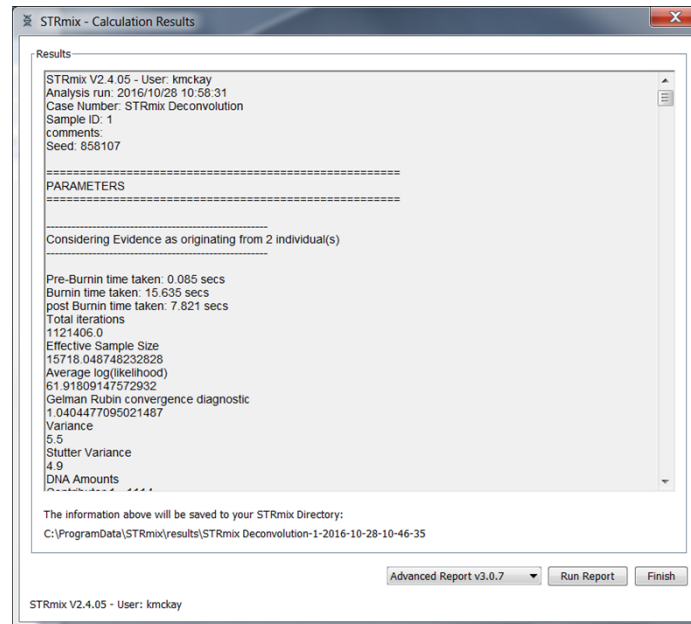 STRmix - Calculation Results
Results
STRmix V2.4.05 - User: kmckay
Analysis run: 2016/10/28 10:58:31
Case Number: STRmix Deconvolution
Sample ID: 1
comments:
Seed: 858107
====================================================
PARAMETERS
====================================================
-----------------------------------------------------
Considering Evidence as originating from 2 individual(s)
-----------------------------------------------------
Pre-Burnin time taken: 0.085 secs
Burnin time taken: 15.635 secs
post Burnin time taken: 7.821 secs
Total iterations
1121406.0
Effective Sample Size
15718.048748232828
Average log(likelihood)
61.91809147572932
Gelman Rubin convergence diagnostic
1.0404477095021487
Variance
5.5
Stutter Variance
4.9
DNA Amounts
The information above will be saved to your STRmix Directory:
C:\ProgramData\STRmix\results\STRmix Deconvolution-1-2016-10-28-10-46-35
Advanced Report v3.0.7 Run Report Finish
STRmix V2.4.05 - User: kmckay